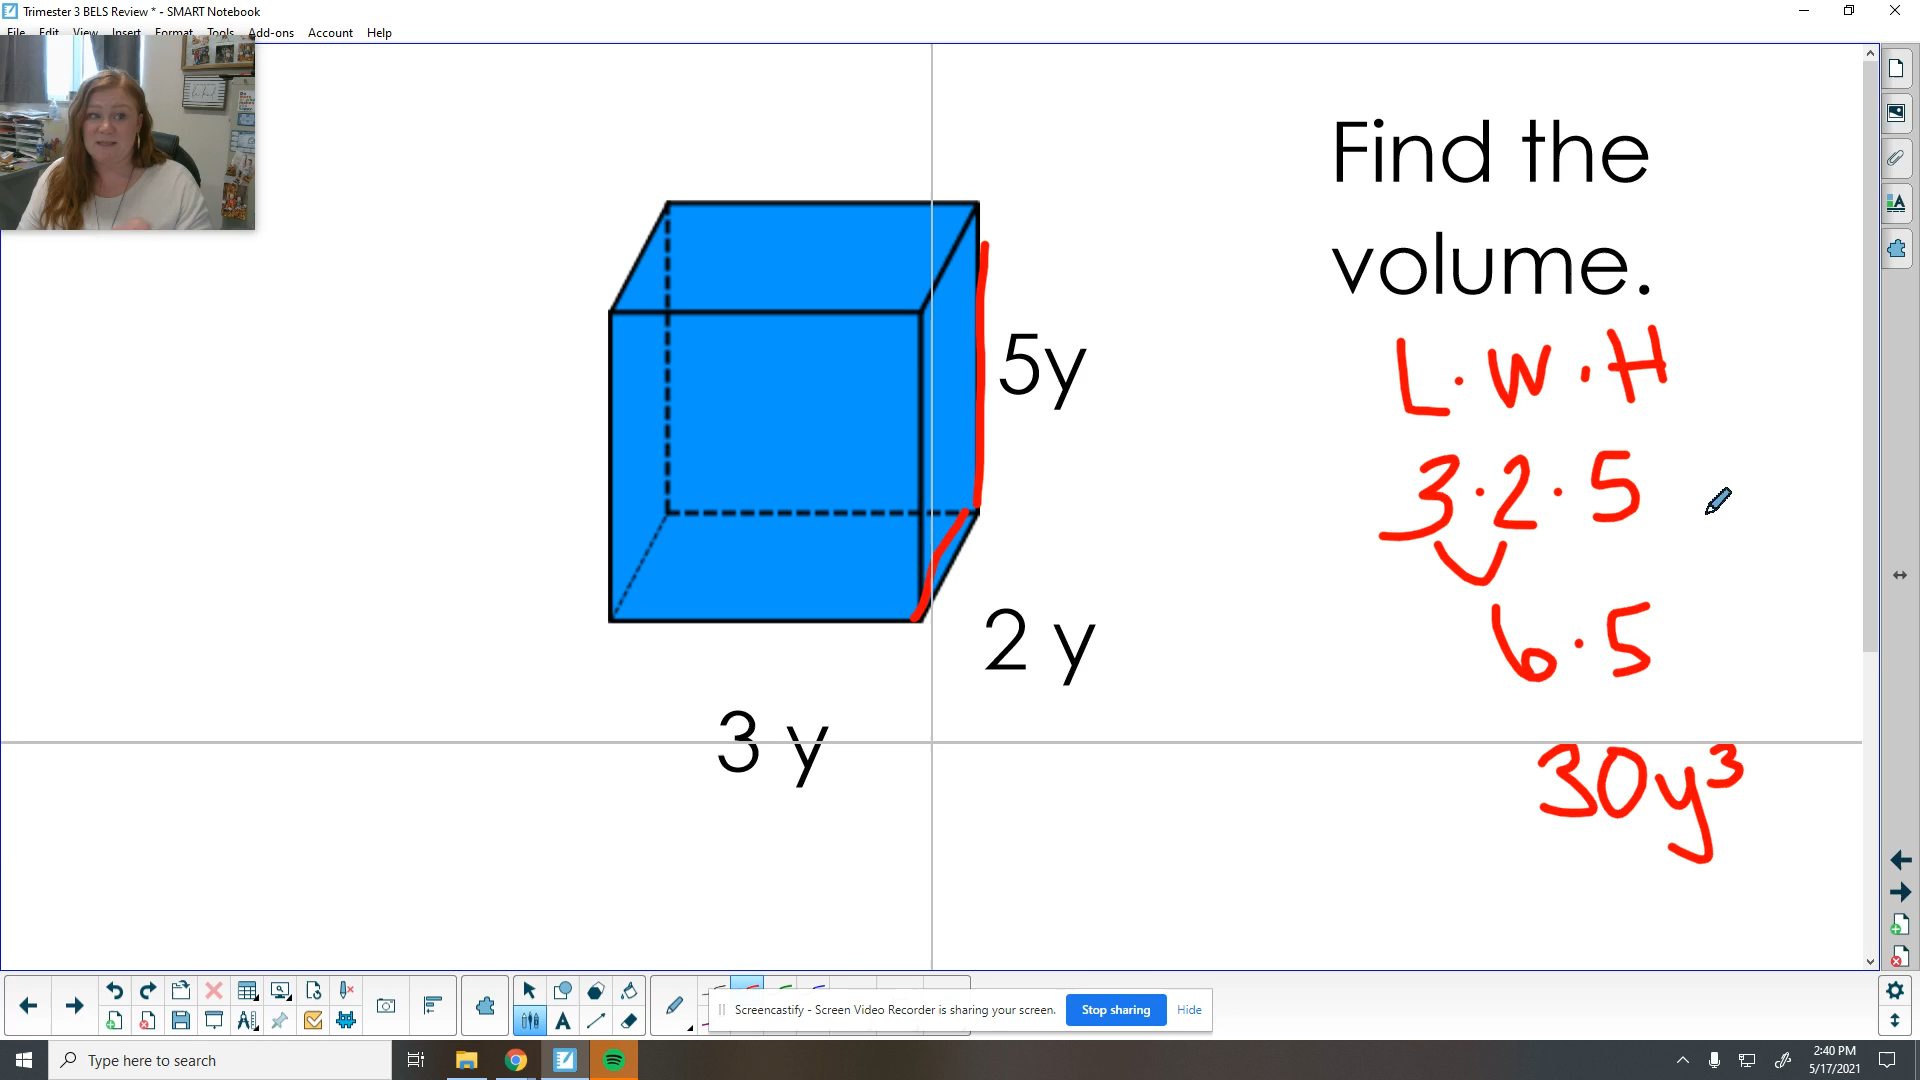 Trimester 3 BELS Review * - SMART Notebook
File Edit View Insert Format Tools Add-ons Account Help
Find the
volume.
L · W · H
5y
3 · 2 · 5
6 · 5
2 y
3 y
30y³
Screencastify - Screen Video Recorder is sharing your screen. Stop sharing Hide
Type here to search
2:40 PM
5/17/2021